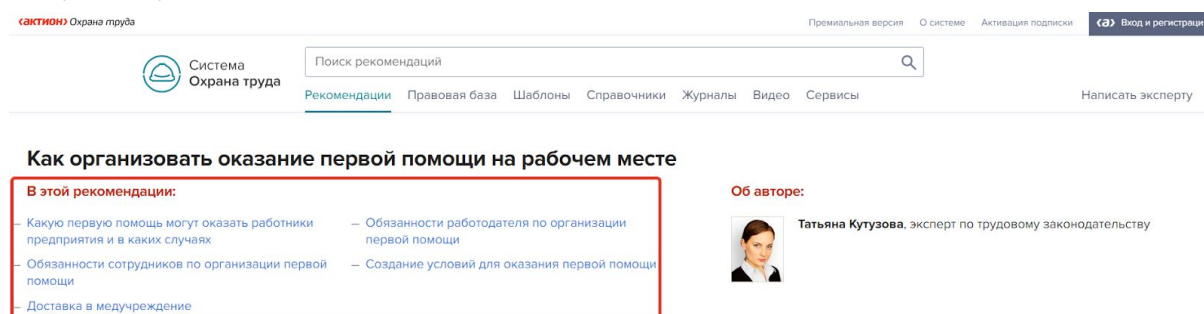 ‹актион› Охрана труда
Премиальная версия О системе Активация подписки ‹a› Вход и регистраци
Система
Охрана труда
Поиск рекомендаций
Рекомендации Правовая база Шаблоны Справочники Журналы Видео Сервисы Написать эксперту
Как организовать оказание первой помощи на рабочем месте
В этой рекомендации:
– Какую первую помощь могут оказать работники
предприятия и в каких случаях
– Обязанности сотрудников по организации первой
помощи
– Доставка в медучреждение
– Обязанности работодателя по организации
первой помощи
– Создание условий для оказания первой помощи
Об авторе:
Татьяна Кутузова, эксперт по трудовому законодательству